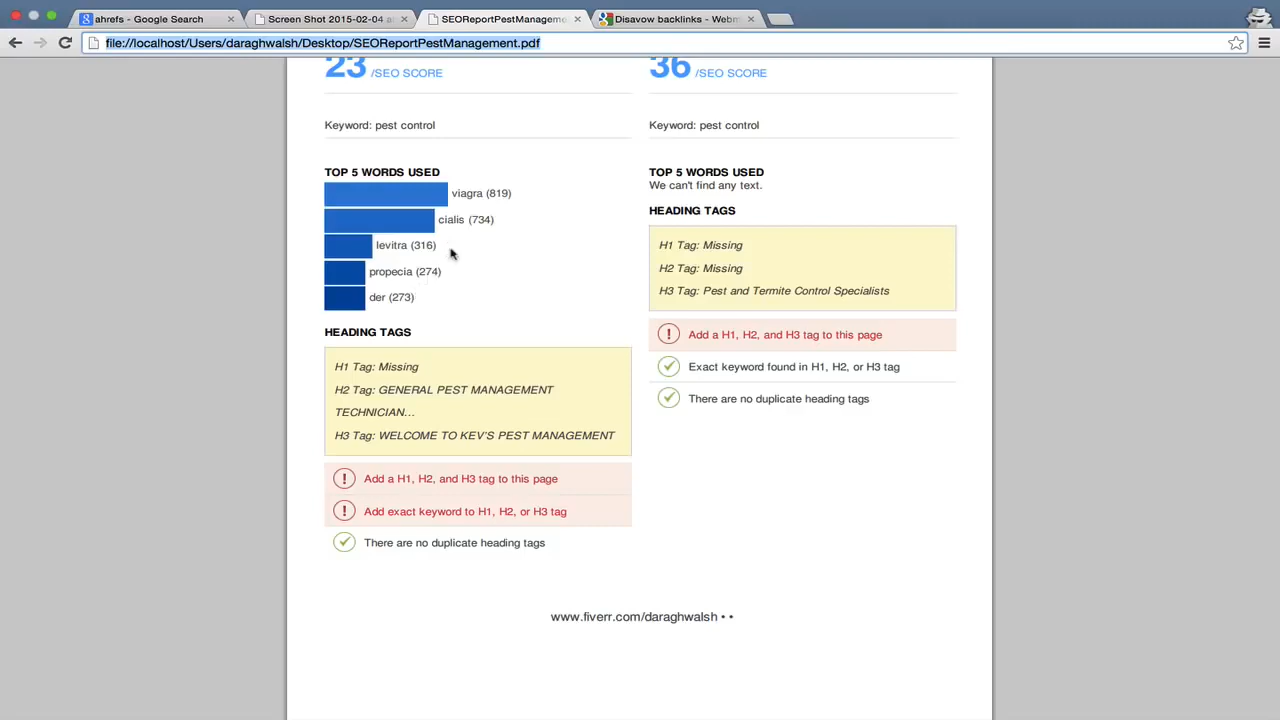 ahrefs - Google Search
Screen Shot 2015-02-04 a
SEOReportPestManageme
Disavow backlinks - Webm
file://localhost/Users/daraghwalsh/Desktop/SEOReportPestManagement.pdf
23 /SEO SCORE
Keyword: pest control
TOP 5 WORDS USED
viagra (819)
cialis (734)
levitra (316)
propecia (274)
der (273)
HEADING TAGS
H1 Tag: Missing
H2 Tag: GENERAL PEST MANAGEMENT
TECHNICIAN...
H3 Tag: WELCOME TO KEV'S PEST MANAGEMENT
Add a H1, H2, and H3 tag to this page
Add exact keyword to H1, H2, or H3 tag
There are no duplicate heading tags
36 /SEO SCORE
Keyword: pest control
TOP 5 WORDS USED
We can't find any text.
HEADING TAGS
H1 Tag: Missing
H2 Tag: Missing
H3 Tag: Pest and Termite Control Specialists
Add a H1, H2, and H3 tag to this page
Exact keyword found in H1, H2, or H3 tag
There are no duplicate heading tags
www.fiverr.com/daraghwalsh • •